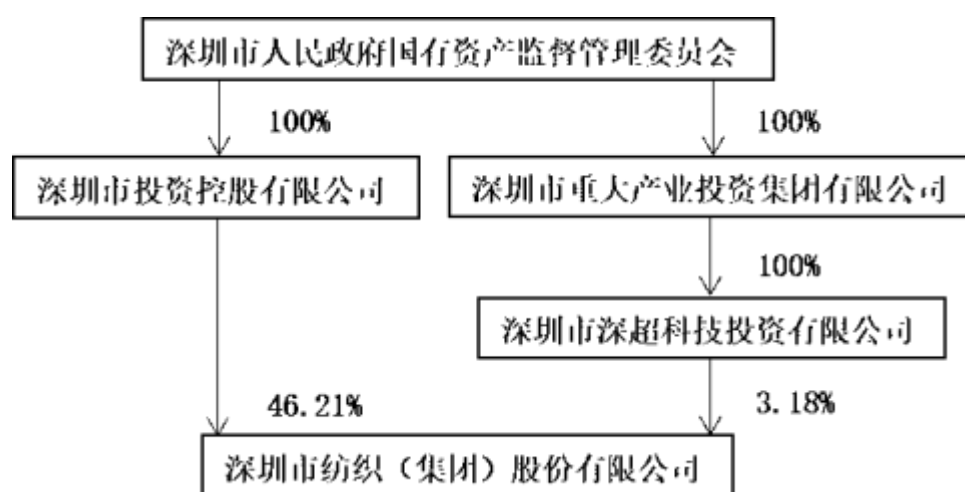 深圳市人民政府国有资产监督管理委员会
100%
100%
深圳市投资控股有限公司
深圳市重大产业投资集团有限公司
100%
深圳市深超科技投资有限公司
46.21%
3.18%
深圳市纺织（集团）股份有限公司